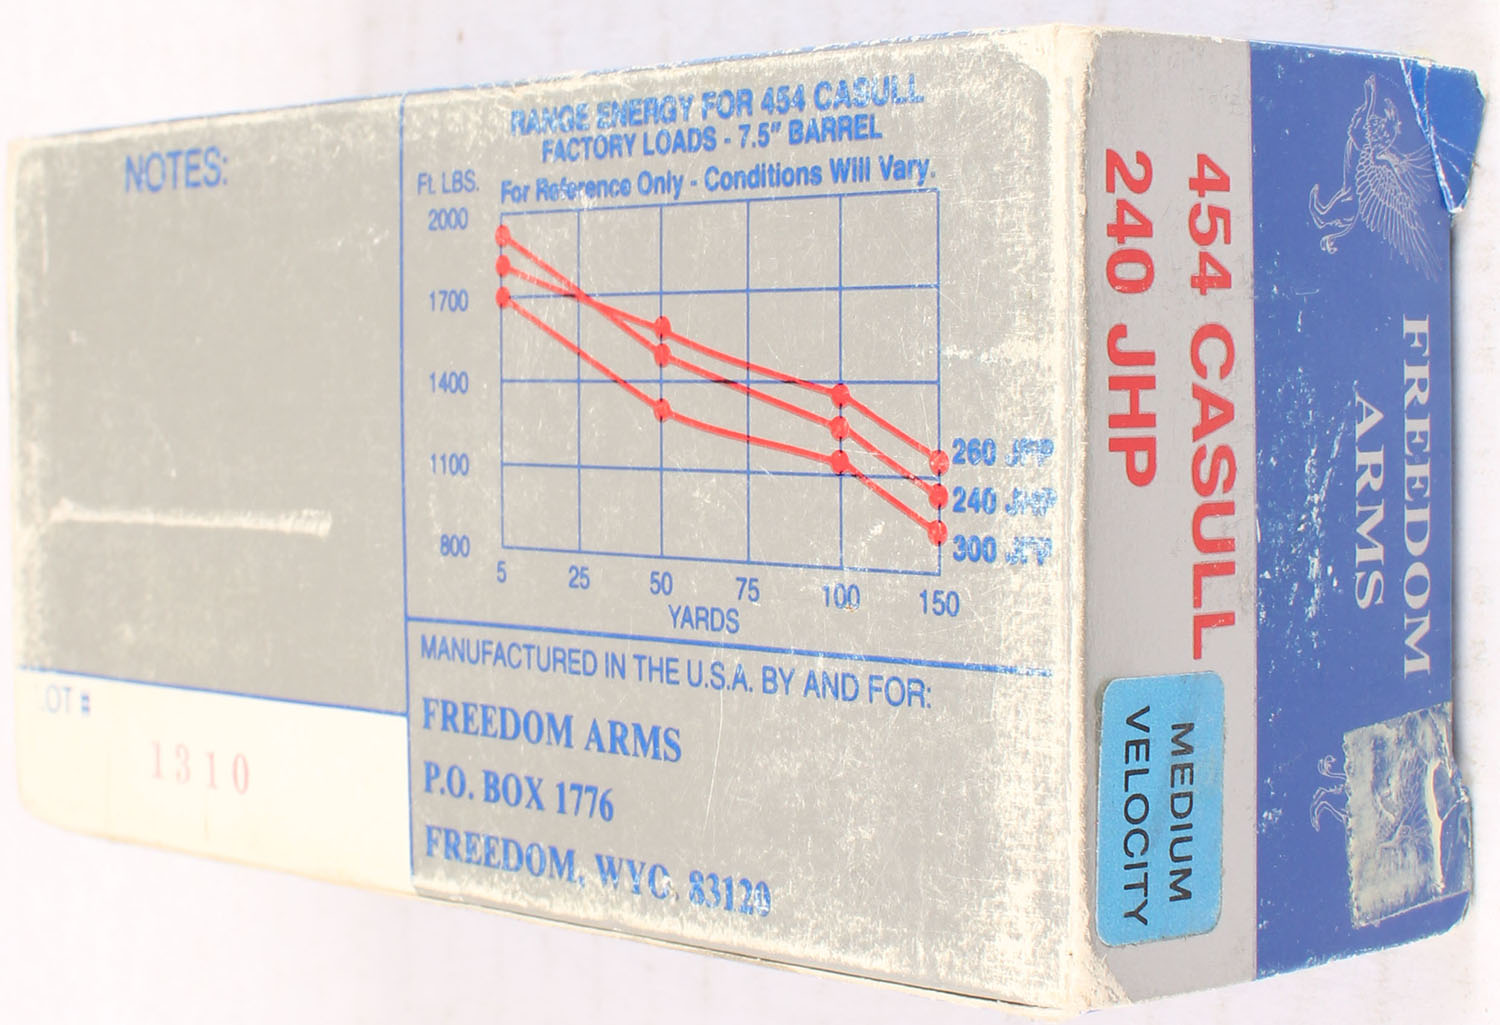 NOTES:
RANGE ENERGY FOR 454 CASULL
FACTORY LOADS - 7.5" BARREL
For Reference Only - Conditions Will Vary.
Ft. LBS.
2000
1700
1400
1100
800
5 25 50 75 100 150
YARDS
260 JFP
240 JHP
300 JFP
MANUFACTURED IN THE U.S.A. BY AND FOR:
FREEDOM ARMS
P.O. BOX 1776
FREEDOM, WYO. 83120
LOT #
1310
454 CASULL
240 JHP
MEDIUM
VELOCITY
FREEDOM
ARMS